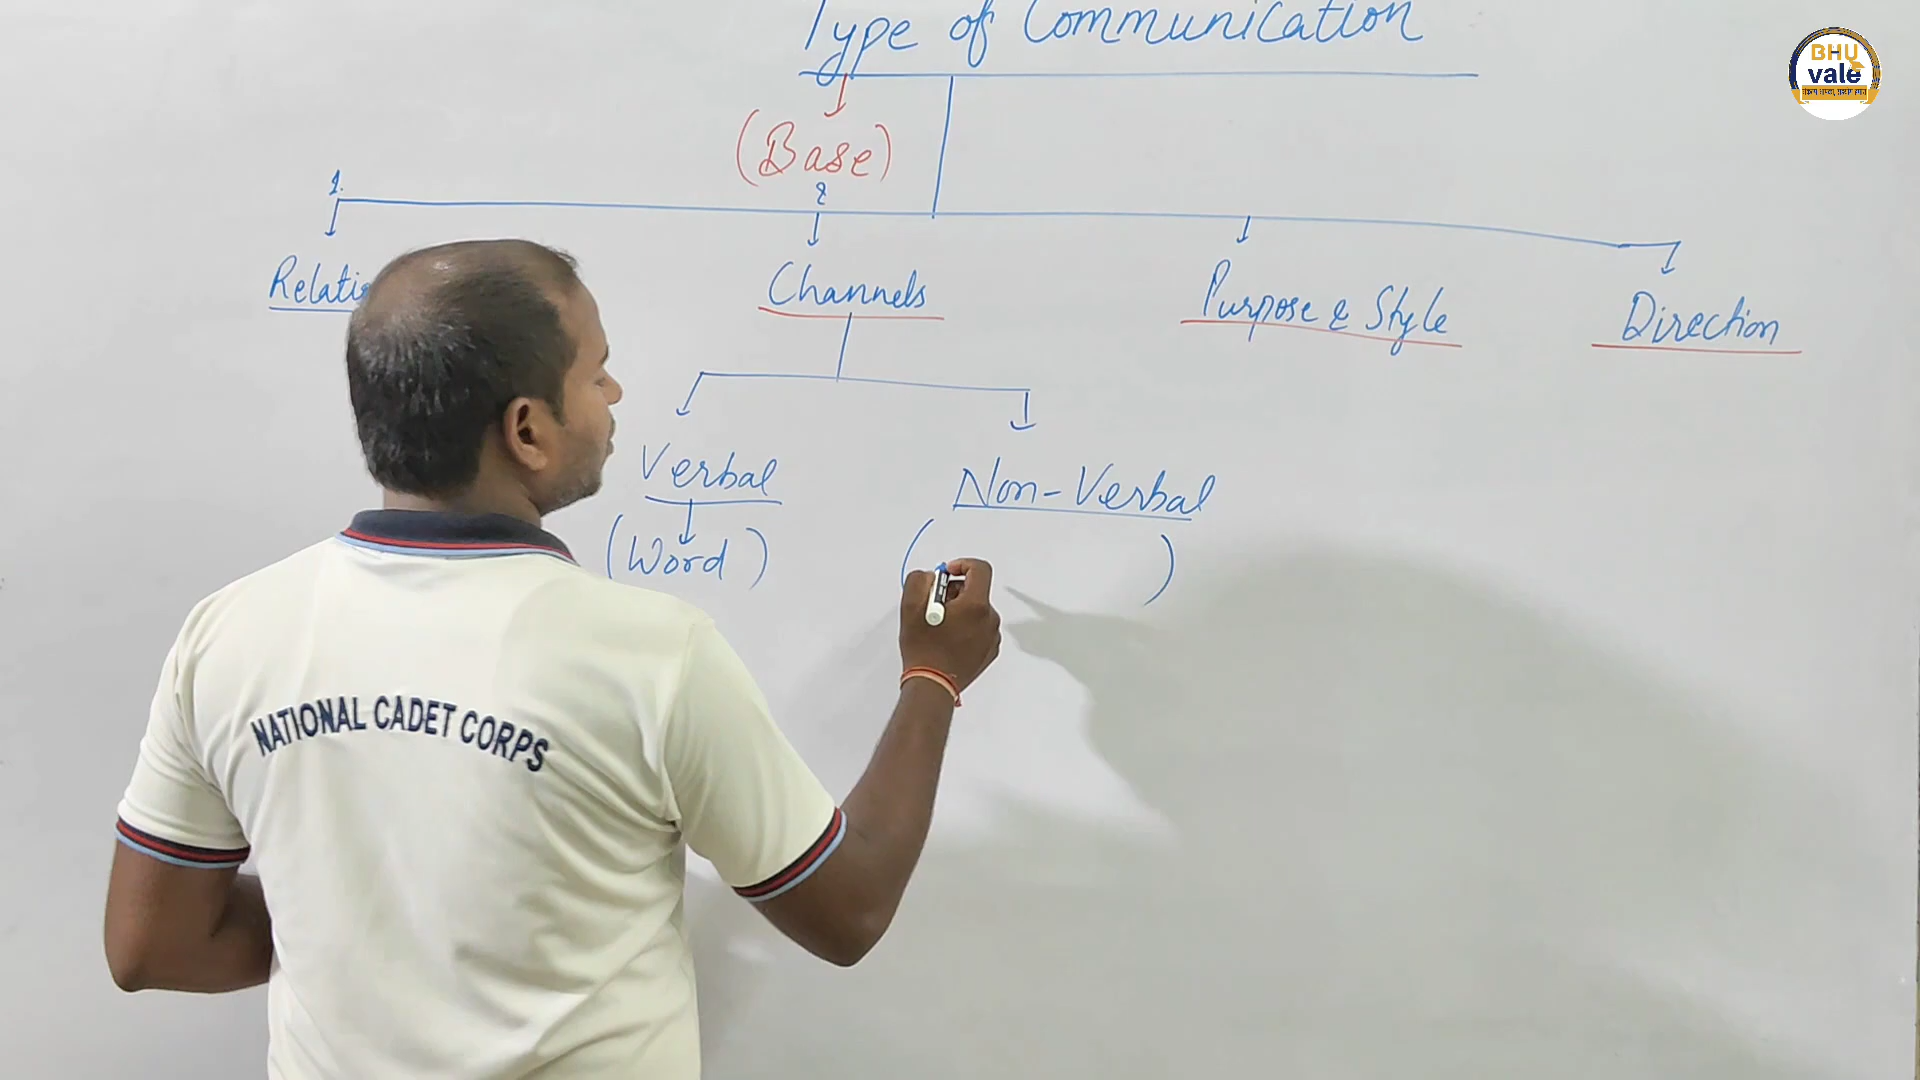 Type of Communication
(Base)
1.
2
Channels
Purpose & Style
Direction
Verbal
Non-Verbal
(Word)
( )
NATIONAL CADET CORPS
BHU
vale